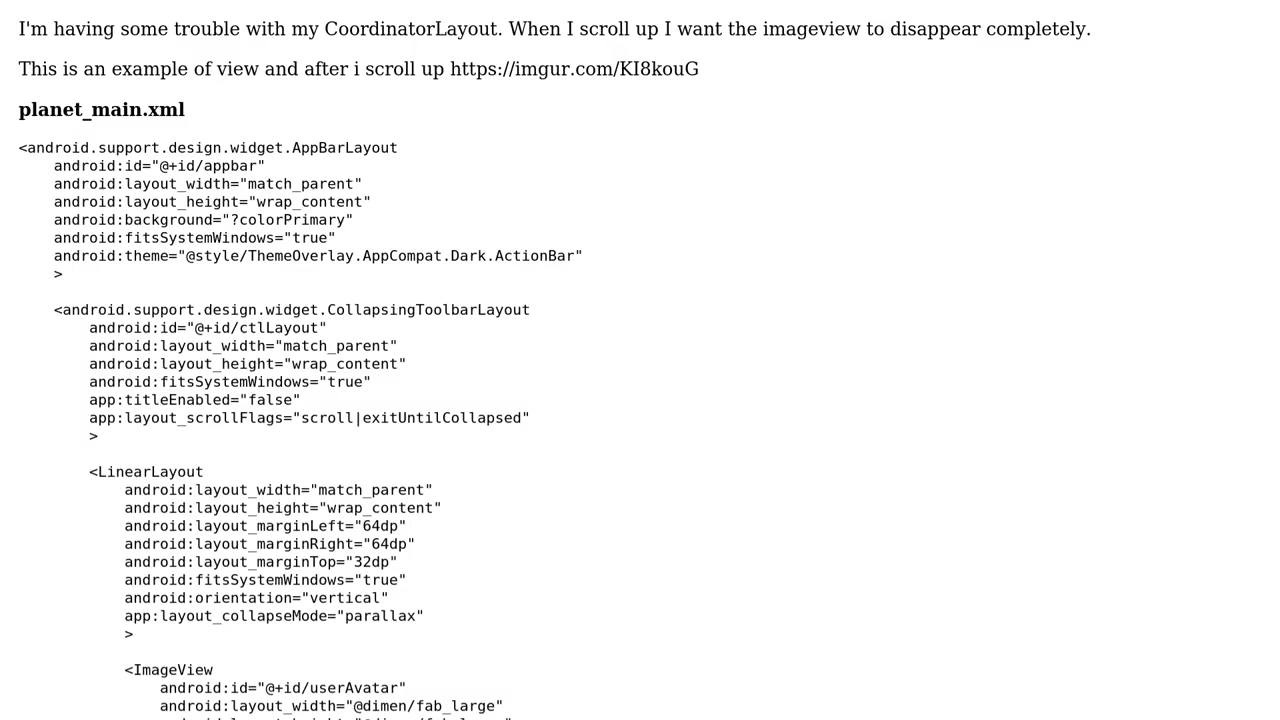 I'm having some trouble with my CoordinatorLayout. When I scroll up I want the imageview to disappear completely.
This is an example of view and after i scroll up https://imgur.com/KI8kouG
planet_main.xml
<android.support.design.widget.AppBarLayout
    android:id="@+id/appbar"
    android:layout_width="match_parent"
    android:layout_height="wrap_content"
    android:background="?colorPrimary"
    android:fitsSystemWindows="true"
    android:theme="@style/ThemeOverlay.AppCompat.Dark.ActionBar"
    >
    <android.support.design.widget.CollapsingToolbarLayout
        android:id="@+id/ctlLayout"
        android:layout_width="match_parent"
        android:layout_height="wrap_content"
        android:fitsSystemWindows="true"
        app:titleEnabled="false"
        app:layout_scrollFlags="scroll|exitUntilCollapsed"
        >
        <LinearLayout
            android:layout_width="match_parent"
            android:layout_height="wrap_content"
            android:layout_marginLeft="64dp"
            android:layout_marginRight="64dp"
            android:layout_marginTop="32dp"
            android:fitsSystemWindows="true"
            android:orientation="vertical"
            app:layout_collapseMode="parallax"
            >
            <ImageView
                android:id="@+id/userAvatar"
                android:layout_width="@dimen/fab_large"